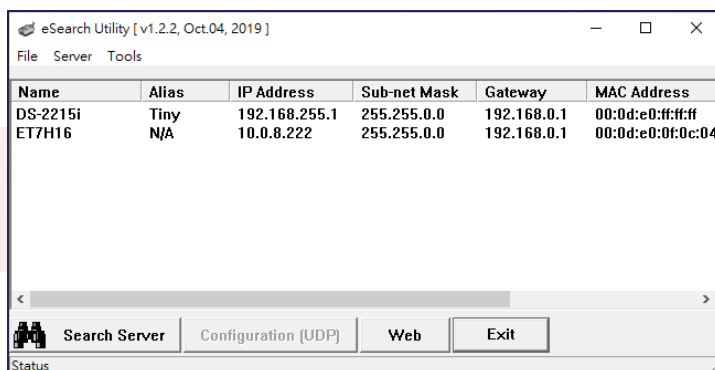 eSearch Utility [ v1.2.2, Oct.04, 2019 ]
File Server Tools
Name Alias IP Address Sub-net Mask Gateway MAC Address
DS-2215i Tiny 192.168.255.1 255.255.0.0 192.168.0.1 00:0d:e0:ff:ff:ff
ET7H16 N/A 10.0.8.222 255.255.0.0 192.168.0.1 00:0d:e0:0f:0c:04
Search Server Configuration (UDP) Web Exit
Status